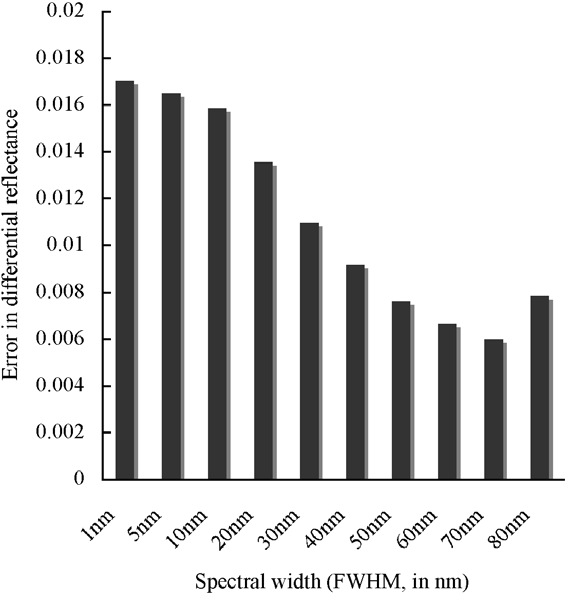 0.02
0.018
0.016
0.014
0.012
0.01
0.008
0.006
0.004
0.002
0
Error in differential reflectance
1nm
5nm
10nm
20nm
30nm
40nm
50nm
60nm
70nm
80nm
Spectral width (FWHM, in nm)